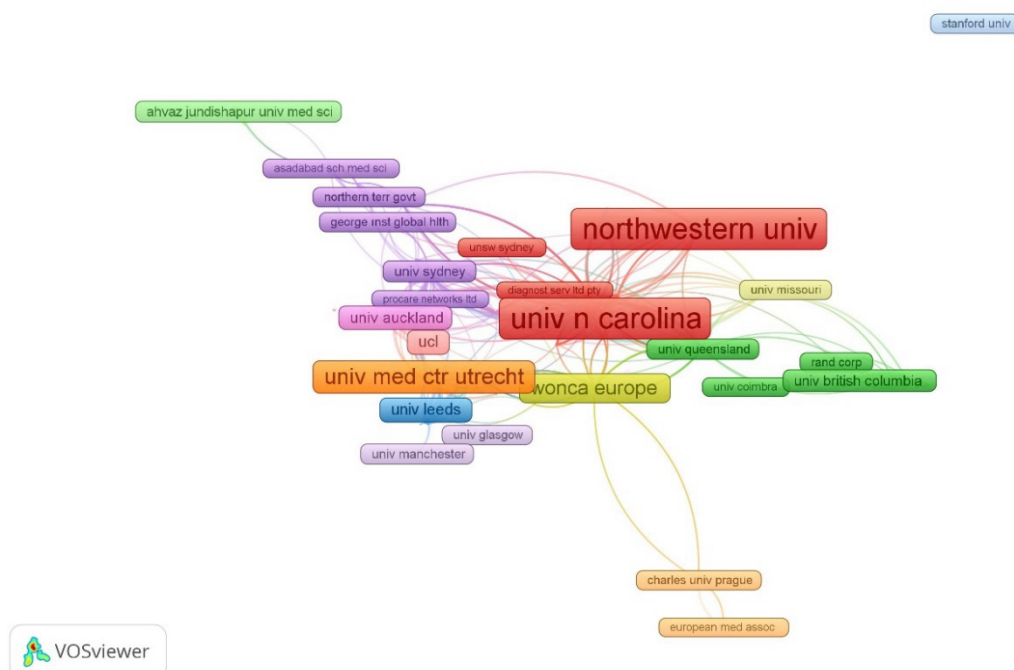 stanford univ
ahvaz jundishapur univ med sci
asadabad sch med sci
northern terr govt
george inst global hlth
northwestern univ
unsw sydney
univ sydney
diagnost serv ltd pty
univ missouri
procare networks ltd
univ auckland
univ n carolina
ucl
univ queensland
rand corp
univ med ctr utrecht
wonca europe
univ coimbra
univ british columbia
univ leeds
univ glasgow
univ manchester
charles univ prague
european med assoc
VOSviewer